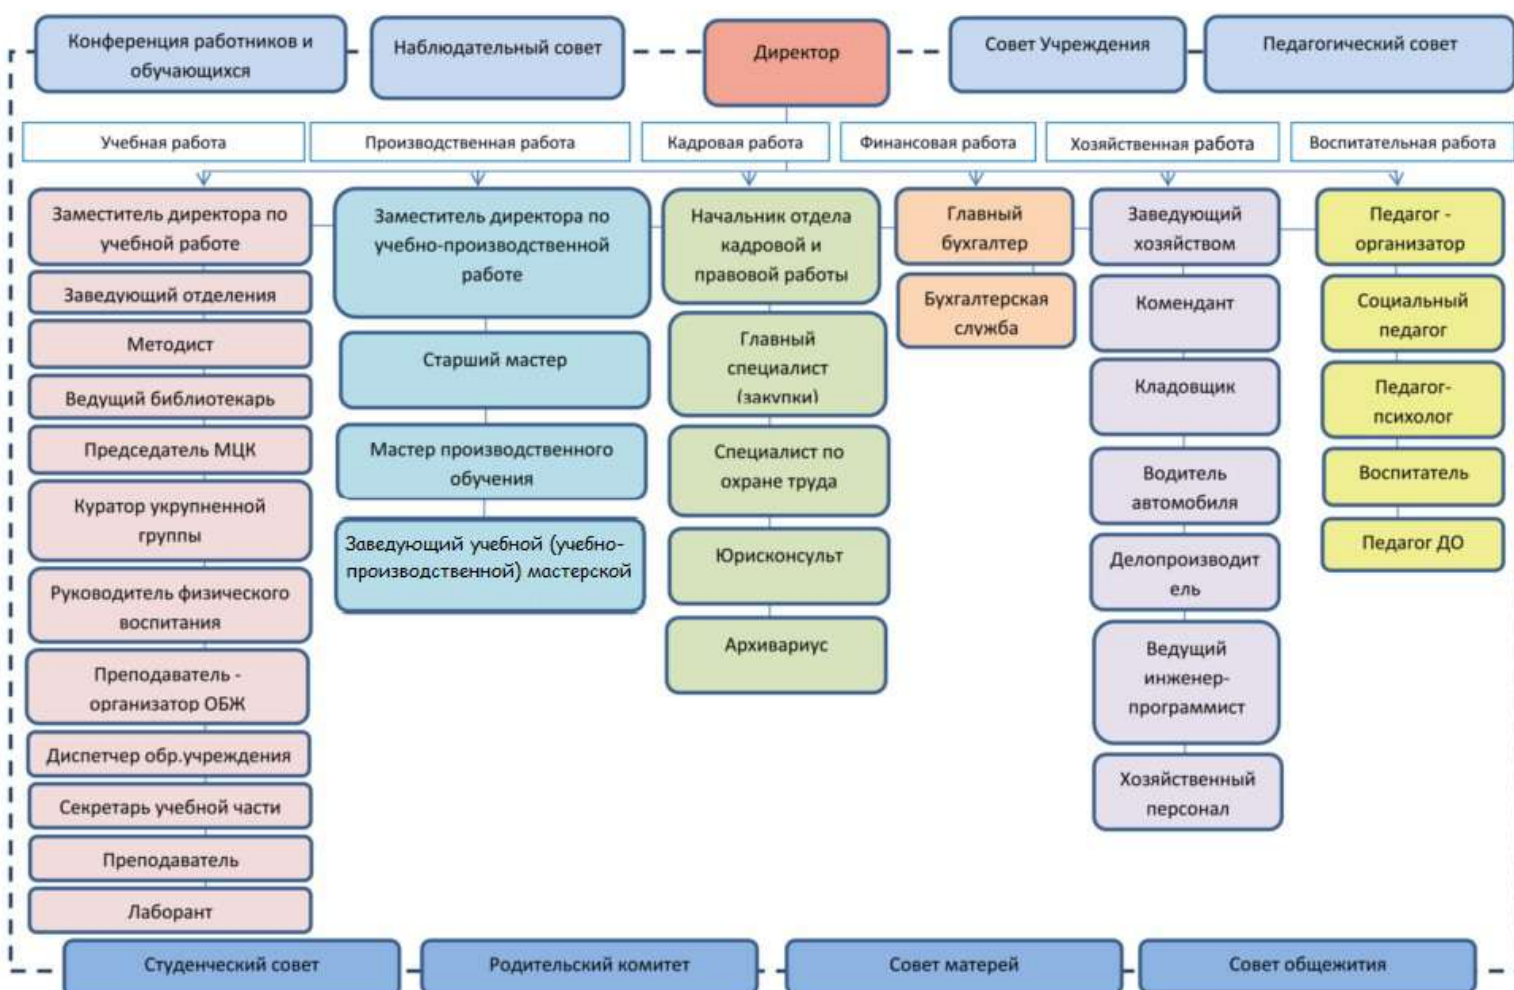 Конференция работников и
обучающихся
Наблюдательный совет
Директор
Совет Учреждения
Педагогический совет
Учебная работа
Производственная работа
Кадровая работа
Финансовая работа
Хозяйственная работа
Воспитательная работа
Заместитель директора по
учебной работе
Заведующий отделения
Методист
Ведущий библиотекарь
Председатель МЦК
Куратор укрупненной
группы
Руководитель физического
воспитания
Преподаватель -
организатор ОБЖ
Диспетчер обр.учреждения
Секретарь учебной части
Преподаватель
Лаборант
Заместитель директора по
учебно-производственной
работе
Старший мастер
Мастер производственного
обучения
Заведующий учебной (учебно-
производственной) мастерской
Начальник отдела
кадровой и
правовой работы
Главный
специалист
(закупки)
Специалист по
охране труда
Юрисконсульт
Архивариус
Главный
бухгалтер
Бухгалтерская
служба
Заведующий
хозяйством
Комендант
Кладовщик
Водитель
автомобиля
Делопроизводит
ель
Ведущий
инженер-
программист
Хозяйственный
персонал
Педагог -
организатор
Социальный
педагог
Педагог-
психолог
Воспитатель
Педагог ДО
Студенческий совет
Родительский комитет
Совет матерей
Совет общежития